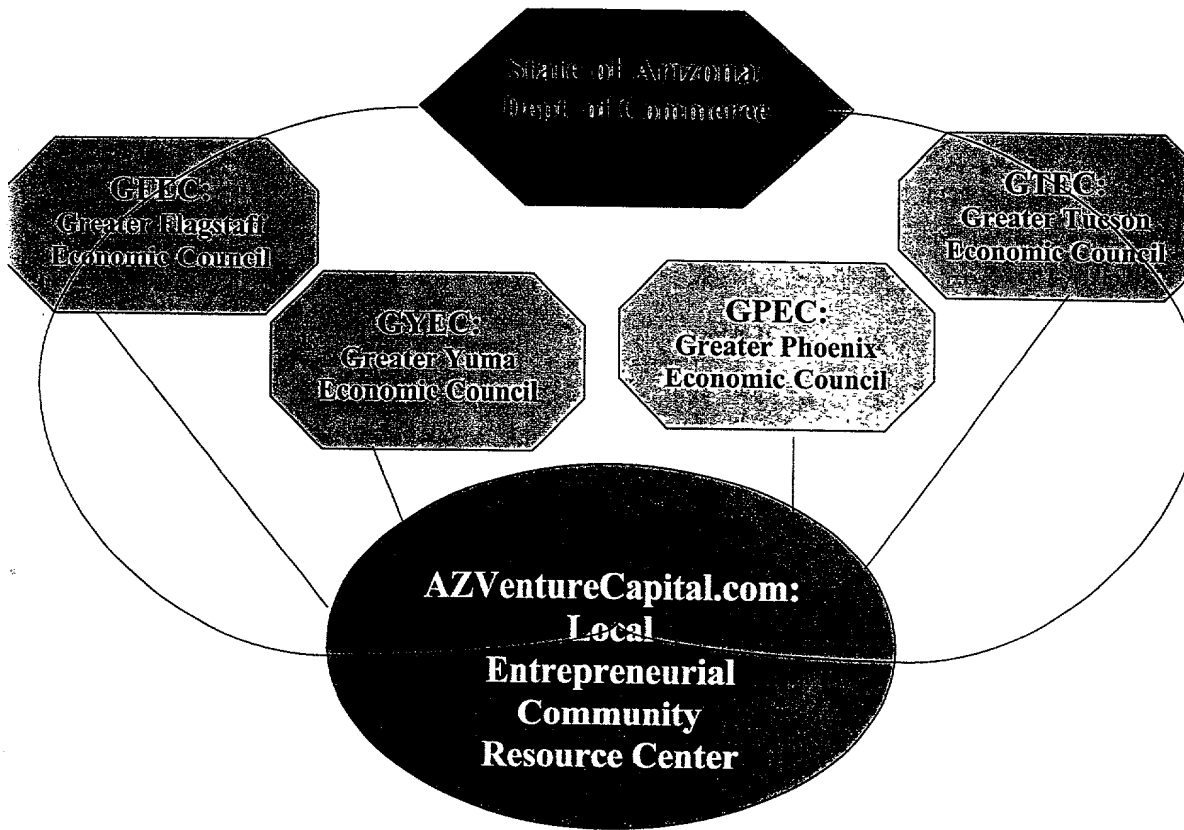 State of Arizona
Dept. of Commerce
GFEC:
Greater Flagstaff
Economic Council
GTEC:
Greater Tucson
Economic Council
GYEC:
Greater Yuma
Economic Council
GPEC:
Greater Phoenix
Economic Council
AZVentureCapital.com:
Local
Entrepreneurial
Community
Resource Center